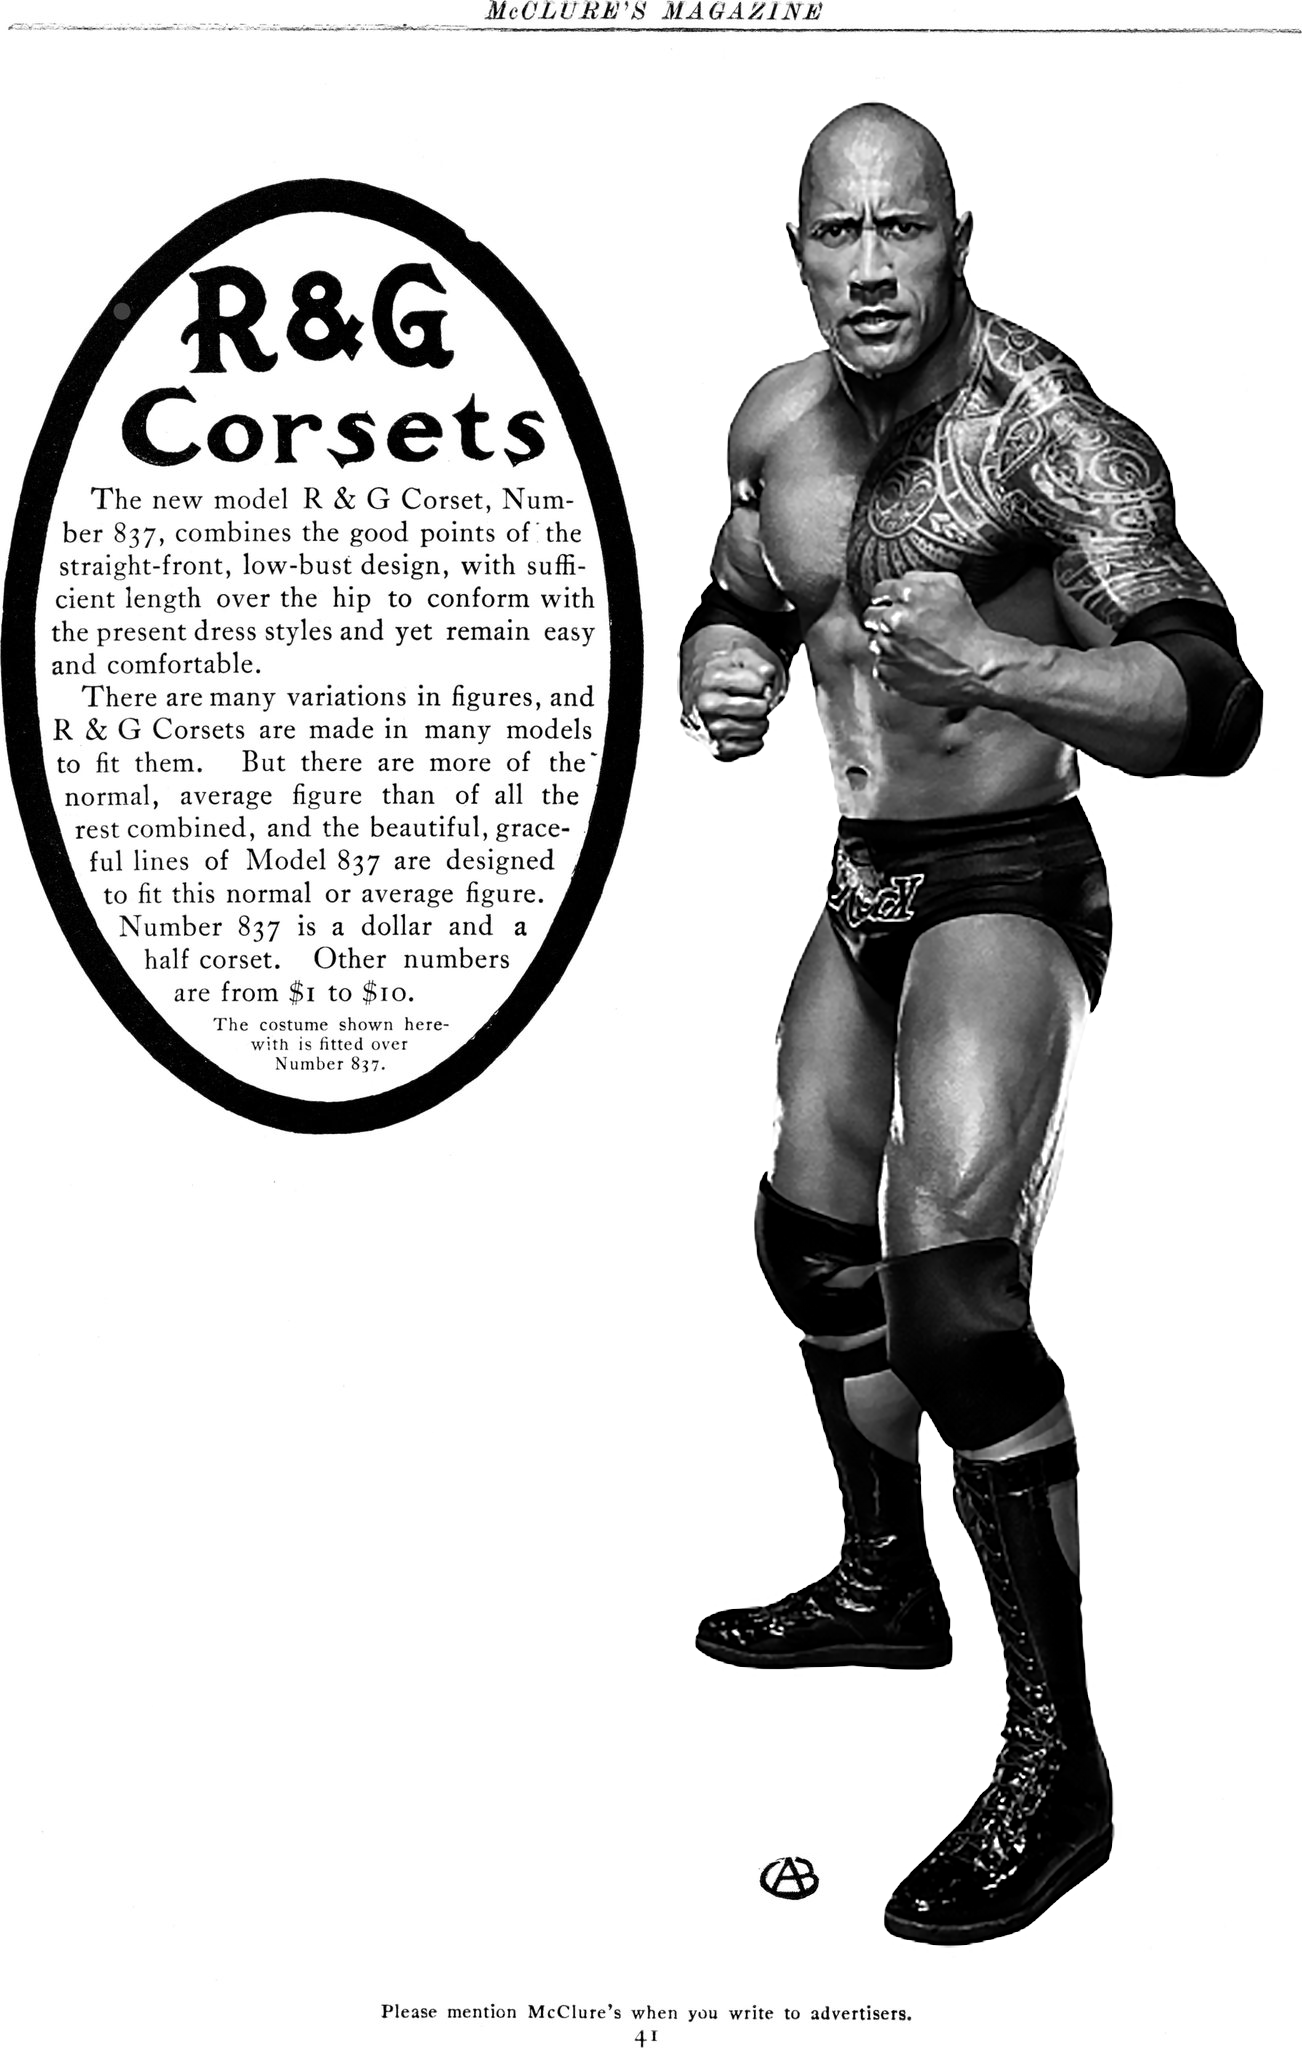 McCLURE'S MAGAZINE
R&G
Corsets
The new model R & G Corset, Num-
ber 837, combines the good points of the
straight-front, low-bust design, with suffi-
cient length over the hip to conform with
the present dress styles and yet remain easy
and comfortable.
There are many variations in figures, and
R & G Corsets are made in many models
to fit them. But there are more of the
normal, average figure than of all the
rest combined, and the beautiful, grace-
ful lines of Model 837 are designed
to fit this normal or average figure.
Number 837 is a dollar and a
half corset. Other numbers
are from $1 to $10.
The costume shown here-
with is fitted over
Number 837.
Please mention McClure's when you write to advertisers.
41